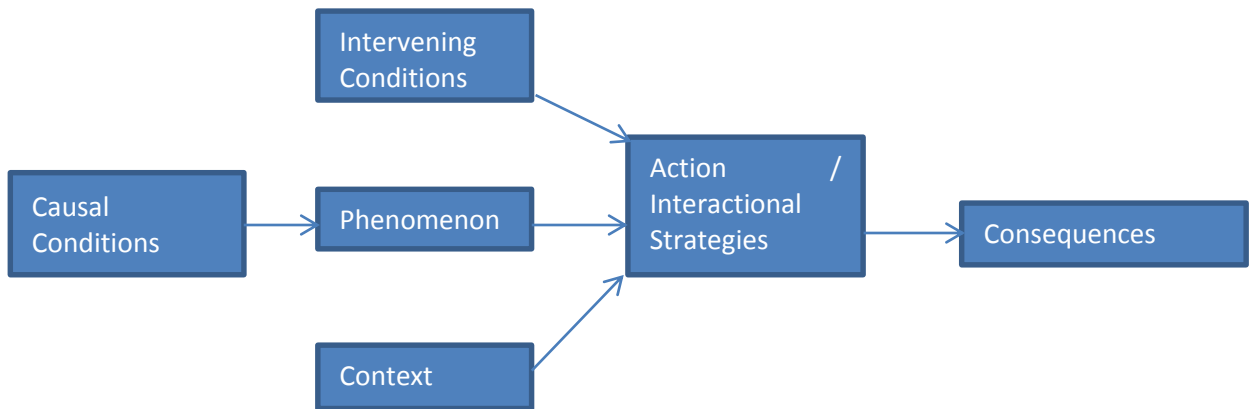 Intervening
Conditions
Causal
Conditions
Phenomenon
Action /
Interactional
Strategies
Consequences
Context